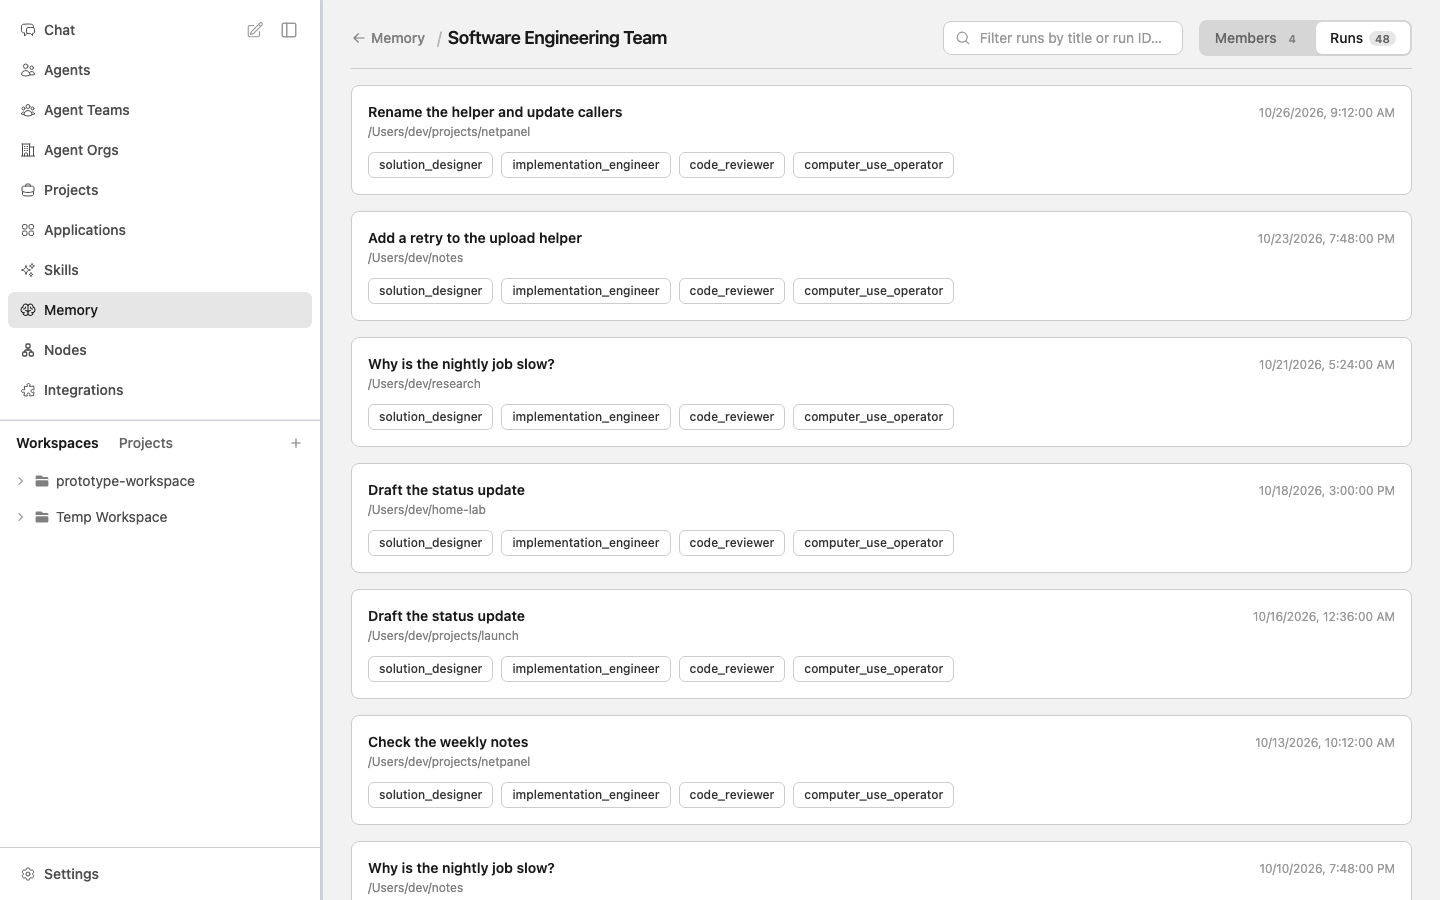 Chat
Agents
Agent Teams
Agent Orgs
Projects
Applications
Skills
Memory
Nodes
Integrations
Workspaces Projects
prototype-workspace
Temp Workspace
Settings
Memory / Software Engineering Team
Filter runs by title or run ID...
Members 4
Runs 48
Rename the helper and update callers
10/26/2026, 9:12:00 AM
/Users/dev/projects/netpanel
solution_designer implementation_engineer code_reviewer computer_use_operator
Add a retry to the upload helper
10/23/2026, 7:48:00 PM
/Users/dev/notes
solution_designer implementation_engineer code_reviewer computer_use_operator
Why is the nightly job slow?
10/21/2026, 5:24:00 AM
/Users/dev/research
solution_designer implementation_engineer code_reviewer computer_use_operator
Draft the status update
10/18/2026, 3:00:00 PM
/Users/dev/home-lab
solution_designer implementation_engineer code_reviewer computer_use_operator
Draft the status update
10/16/2026, 12:36:00 AM
/Users/dev/projects/launch
solution_designer implementation_engineer code_reviewer computer_use_operator
Check the weekly notes
10/13/2026, 10:12:00 AM
/Users/dev/projects/netpanel
solution_designer implementation_engineer code_reviewer computer_use_operator
Why is the nightly job slow?
10/10/2026, 7:48:00 PM
/Users/dev/notes